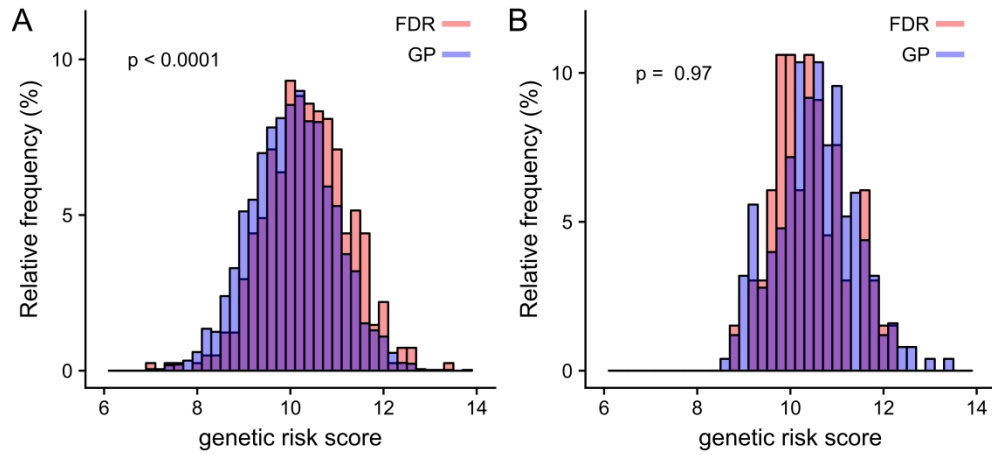 A
FDR
GP
p < 0.0001
Relative frequency (%)
10
5
0
6 8 10 12 14
genetic risk score
B
FDR
GP
p = 0.97
Relative frequency (%)
10
5
0
6 8 10 12 14
genetic risk score